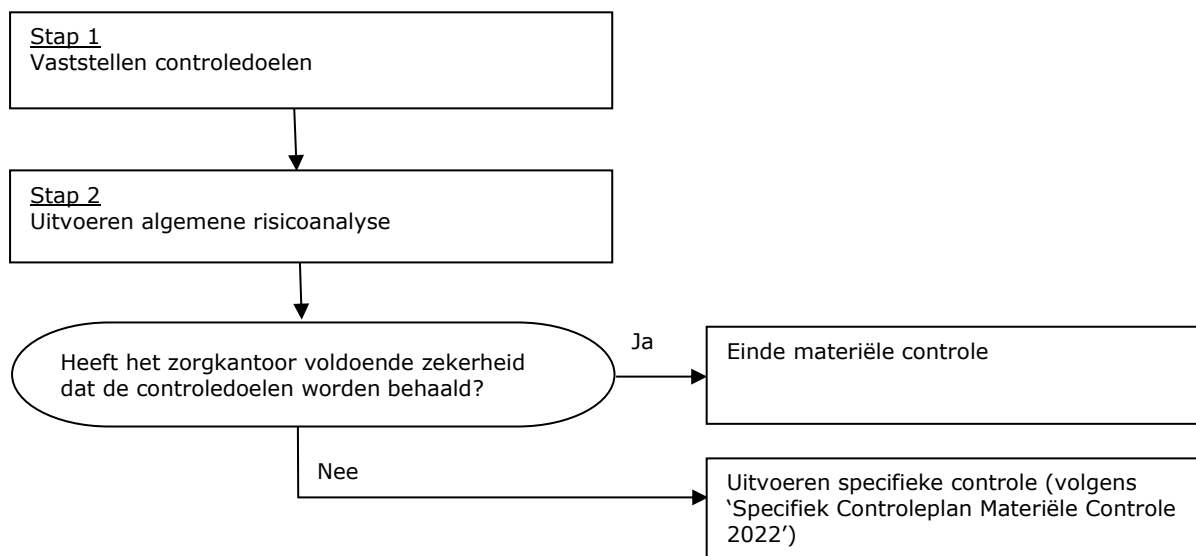 Stap 1
Vaststellen controledoelen
Stap 2
Uitvoeren algemene risicoanalyse
Heeft het zorgkantoor voldoende zekerheid
dat de controledoelen worden behaald?
Ja
Einde materiële controle
Nee
Uitvoeren specifieke controle (volgens
‘Specifiek Controleplan Materiële Controle
2022’)